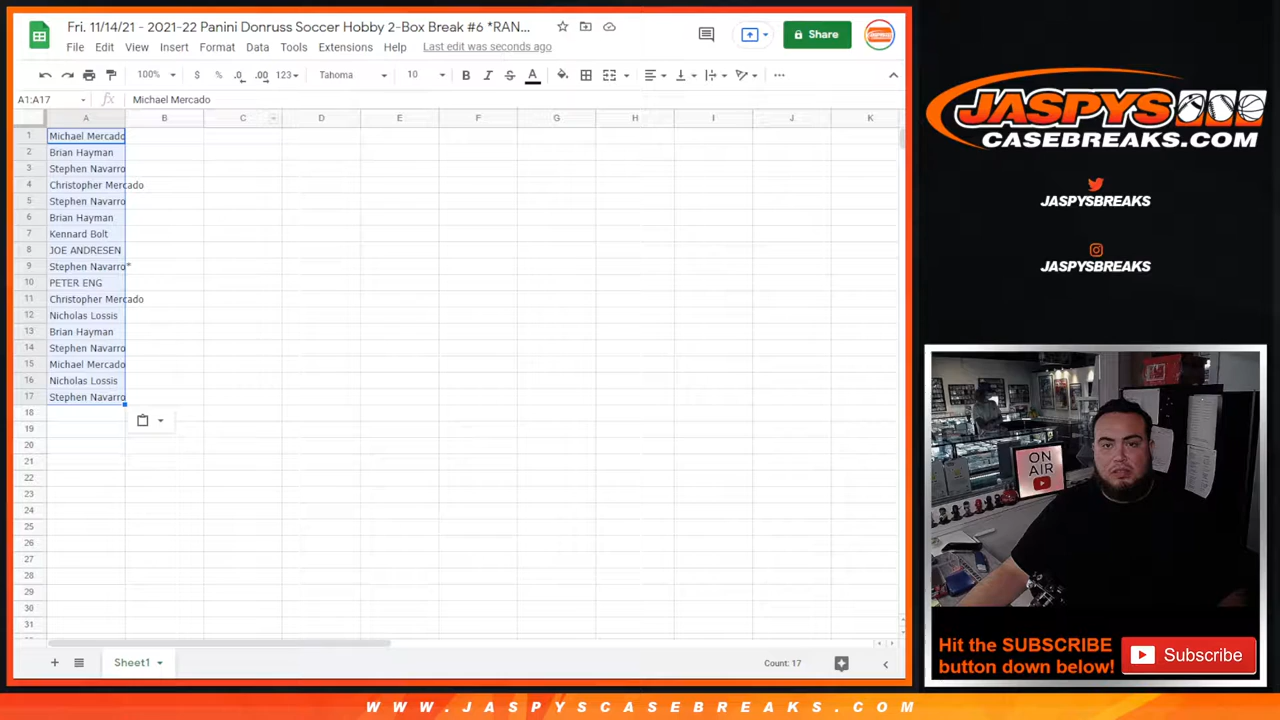 Fri. 11/14/21 - 2021-22 Panini Donruss Soccer Hobby 2-Box Break #6 *RAN...
File Edit View Insert Format Data Tools Extensions Help Last edit was seconds ago
Share
100% $ % .0 .00 123 Tahoma 10 B I S A
A1:A17 fx Michael Mercado
A B C D E F G H I J K
1 Michael Mercado
2 Brian Hayman
3 Stephen Navarro
4 Christopher Mercado
5 Stephen Navarro
6 Brian Hayman
7 Kennard Bolt
8 JOE ANDRESEN
9 Stephen Navarro*
10 PETER ENG
11 Christopher Mercado
12 Nicholas Lossis
13 Brian Hayman
14 Stephen Navarro
15 Michael Mercado
16 Nicholas Lossis
17 Stephen Navarro
18
19
20
21
22
23
24
25
26
27
28
29
30
31
Sheet1
Count: 17
JASPYS
CASEBREAKS.COM
JASPYSBREAKS
JASPYSBREAKS
ON
AIR
Hit the SUBSCRIBE
button down below!
Subscribe
WWW.JASPYSCASEBREAKS.COM